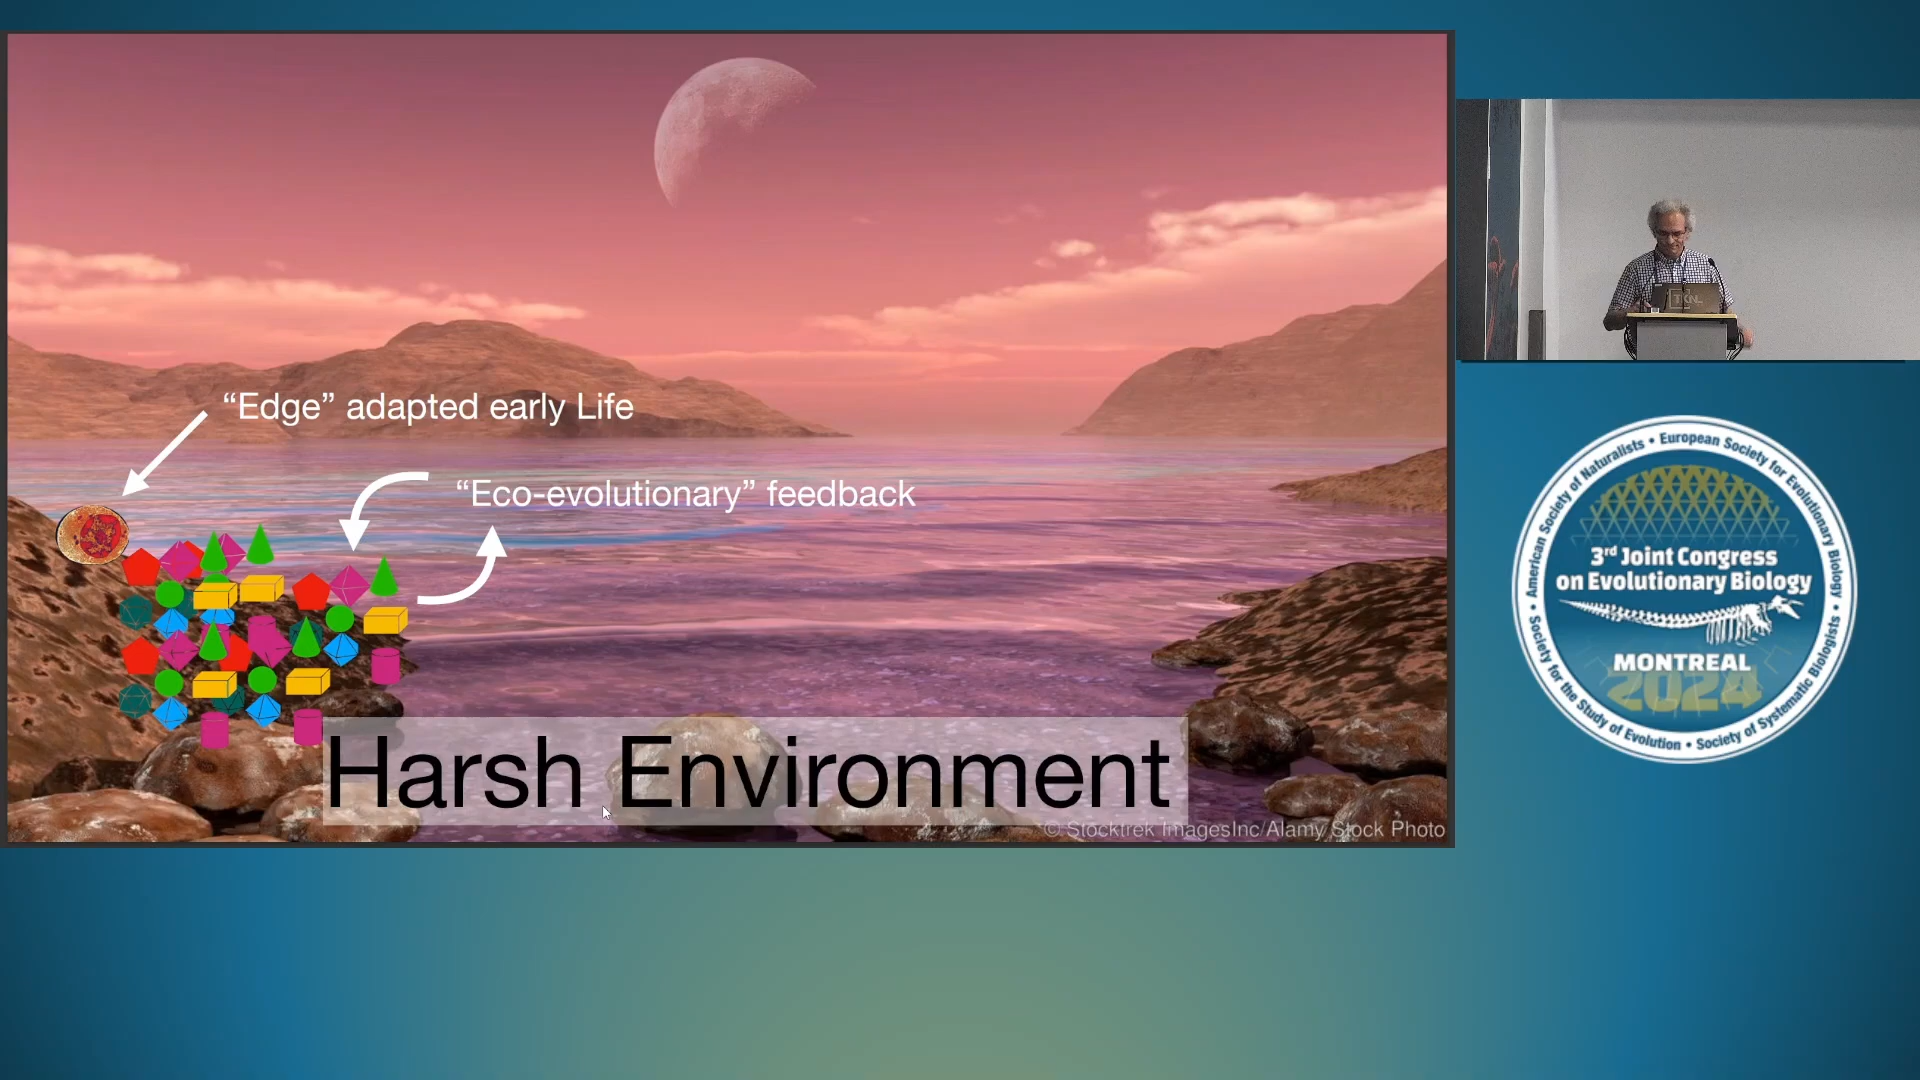 “Edge” adapted early Life
“Eco-evolutionary” feedback
Harsh Environment
© Stocktrek ImagesInc/Alamy Stock Photo
TKNL
American Society of Naturalists • European Society for Evolutionary Biology •
Society for the Study of Evolution • Society of Systematic Biologists •
3rd Joint Congress
on Evolutionary Biology
MONTREAL
2024